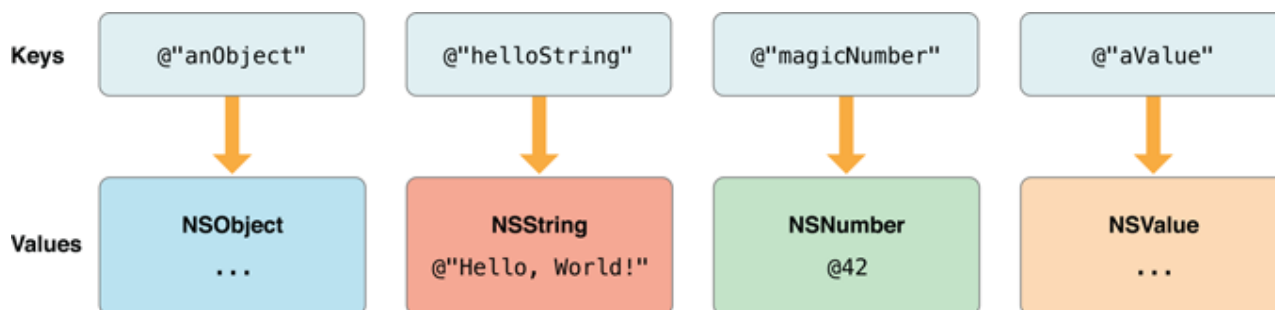 Keys @"anObject" @"helloString" @"magicNumber" @"aValue"
Values
NSObject
...
NSString
@"Hello, World!"
NSNumber
@42
NSValue
...